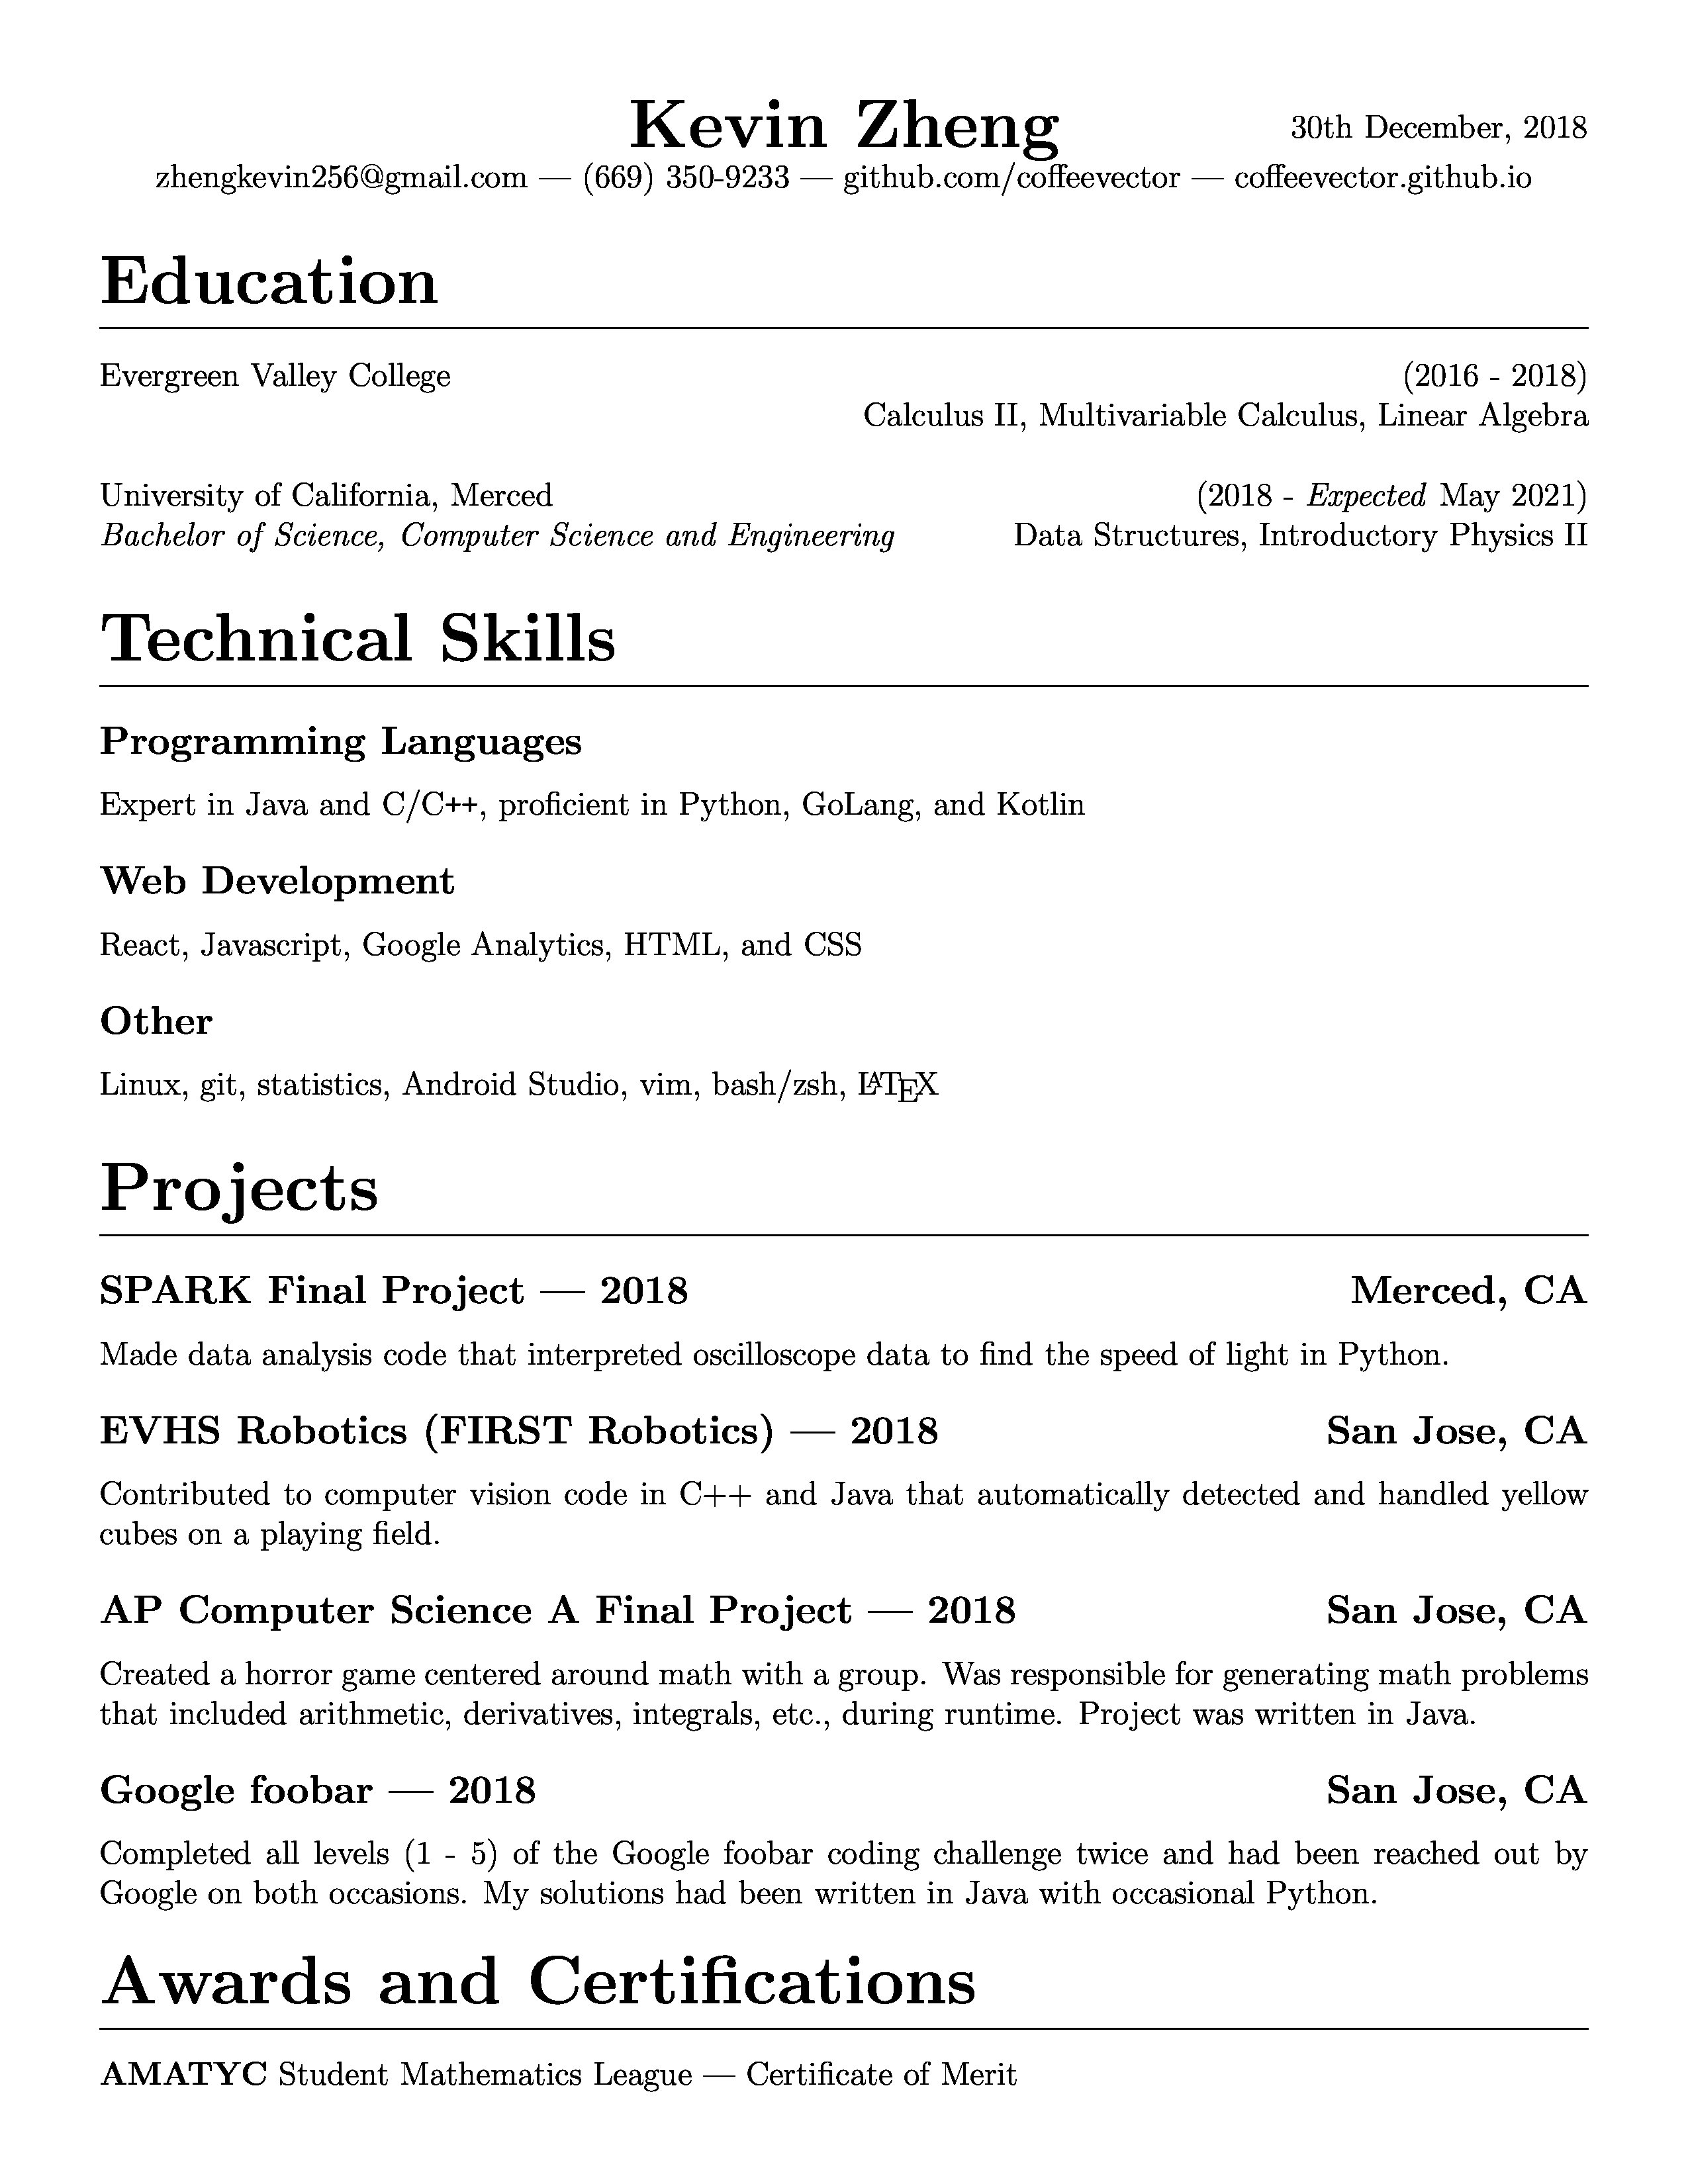 Kevin Zheng 30th December, 2018
zhengkevin256@gmail.com — (669) 350-9233 — github.com/coffeevector — coffeevector.github.io
Education
Evergreen Valley College (2016 - 2018)
Calculus II, Multivariable Calculus, Linear Algebra
University of California, Merced (2018 - Expected May 2021)
Bachelor of Science, Computer Science and Engineering Data Structures, Introductory Physics II
Technical Skills
Programming Languages
Expert in Java and C/C++, proficient in Python, GoLang, and Kotlin
Web Development
React, Javascript, Google Analytics, HTML, and CSS
Other
Linux, git, statistics, Android Studio, vim, bash/zsh, LATEX
Projects
SPARK Final Project — 2018 Merced, CA
Made data analysis code that interpreted oscilloscope data to find the speed of light in Python.
EVHS Robotics (FIRST Robotics) — 2018 San Jose, CA
Contributed to computer vision code in C++ and Java that automatically detected and handled yellow
cubes on a playing field.
AP Computer Science A Final Project — 2018 San Jose, CA
Created a horror game centered around math with a group. Was responsible for generating math problems
that included arithmetic, derivatives, integrals, etc., during runtime. Project was written in Java.
Google foobar — 2018 San Jose, CA
Completed all levels (1 - 5) of the Google foobar coding challenge twice and had been reached out by
Google on both occasions. My solutions had been written in Java with occasional Python.
Awards and Certifications
AMATYC Student Mathematics League — Certificate of Merit